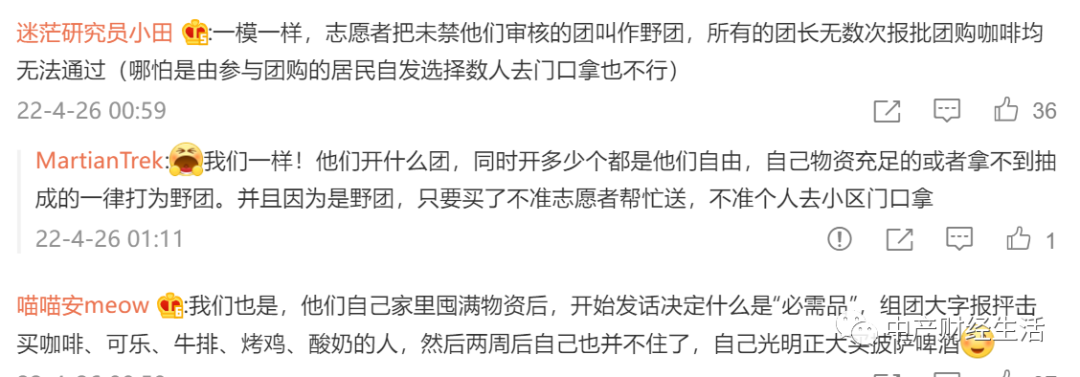 迷茫研究员小田 :一模一样，志愿者把未禁他们审核的团叫作野团，所有的团长无数次报批团购咖啡均
无法通过（哪怕是由参与团购的居民自发选择数人去门口拿也不行）
22-4-26 00:59
36
MartianTrek:我们一样！他们开什么团，同时开多少个都是他们自由，自己物资充足的或者拿不到抽
成的一律打为野团。并且因为是野团，只要买了不准志愿者帮忙送，不准个人去小区门口拿
22-4-26 01:11
1
喵喵安meow :我们也是，他们自己家里囤满物资后，开始发话决定什么是“必需品”，组团大字报抨击
买咖啡、可乐、牛排、烤鸡、酸奶的人，然后两周后自己也并不住了，自己光明正大买披萨啤酒
中产财经生活